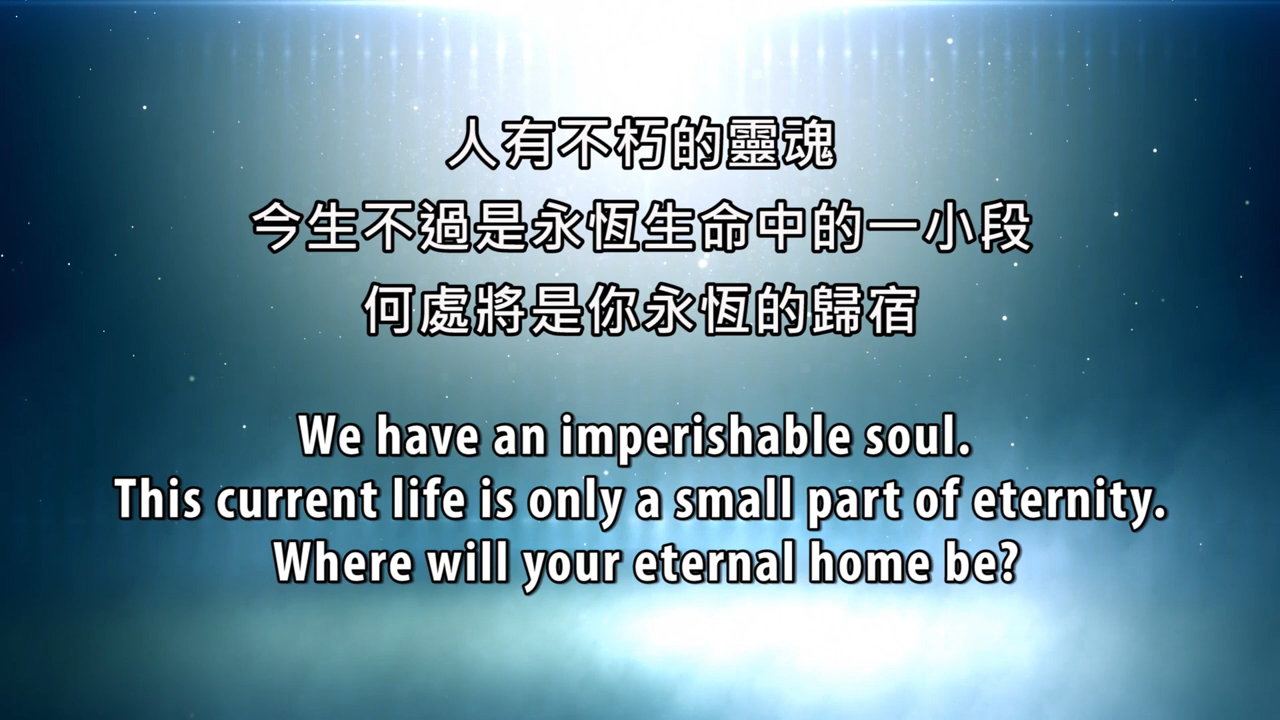 人有不朽的靈魂
今生不過是永恆生命中的一小段
何處將是你永恆的歸宿
We have an imperishable soul.
This current life is only a small part of eternity.
Where will your eternal home be?